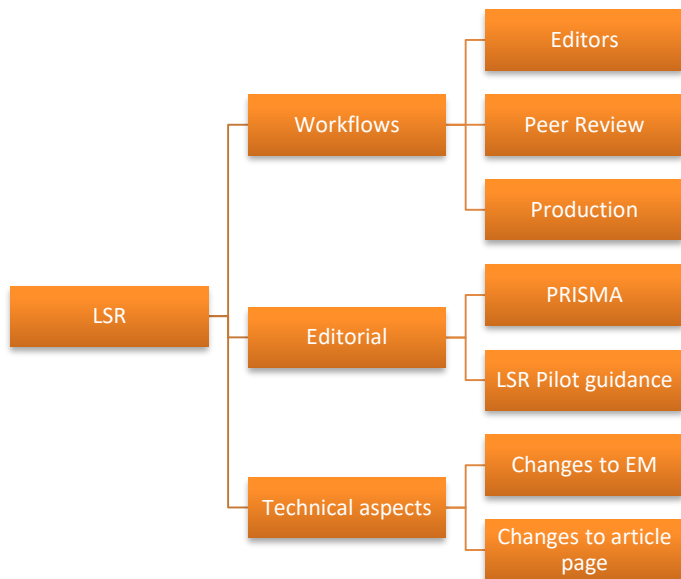 LSR
Workflows
Editors
Peer Review
Production
Editorial
PRISMA
LSR Pilot guidance
Technical aspects
Changes to EM
Changes to article
page